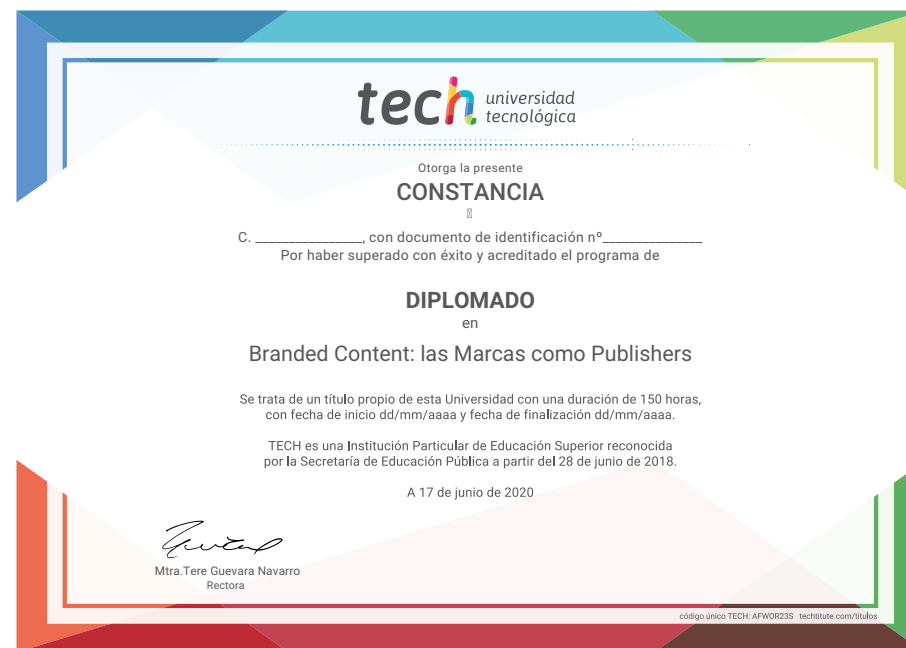 tech universidad
tecnológica
Otorga la presente
CONSTANCIA
C. ________________, con documento de identificación nº_______________
Por haber superado con éxito y acreditado el programa de
DIPLOMADO
en
Branded Content: las Marcas como Publishers
Se trata de un título propio de esta Universidad con una duración de 150 horas,
con fecha de inicio dd/mm/aaaa y fecha de finalización dd/mm/aaaa.
TECH es una Institución Particular de Educación Superior reconocida
por la Secretaría de Educación Pública a partir del 28 de junio de 2018.
A 17 de junio de 2020
Mtra.Tere Guevara Navarro
Rectora
código único TECH: AFWOR23S techtitute.com/titulos